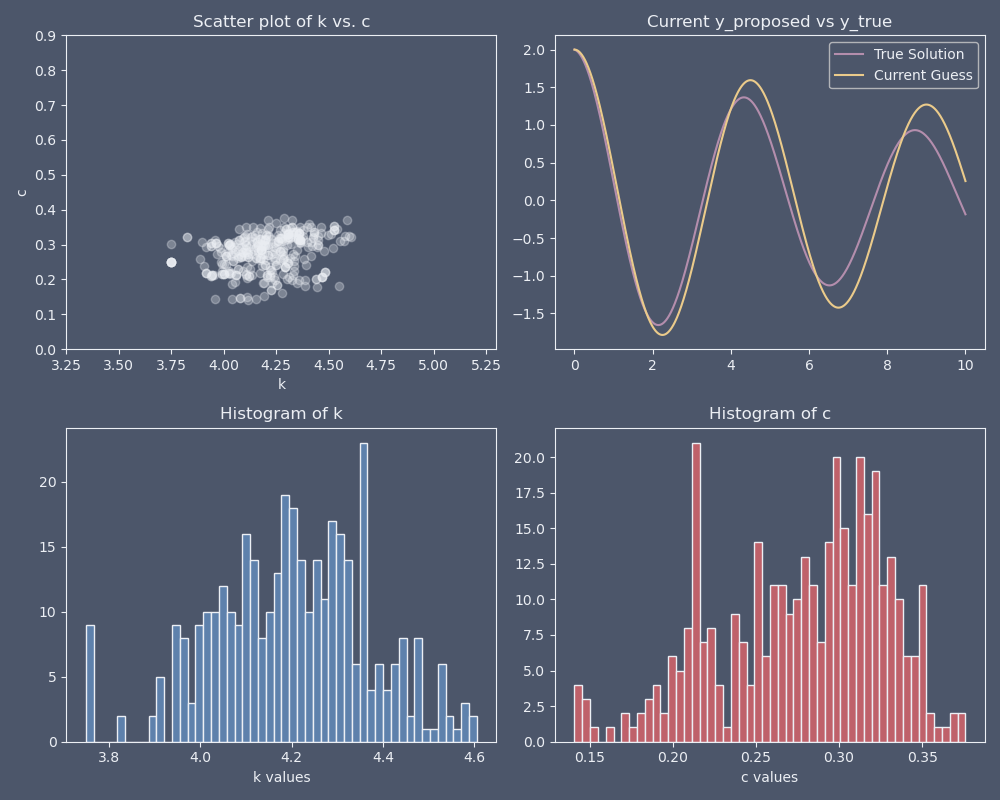 Scatter plot of k vs. c
0.9
0.8
0.7
0.6
0.5
0.4
0.3
0.2
0.1
0.0
c
3.25 3.50 3.75 4.00 4.25 4.50 4.75 5.00 5.25
k
Current y_proposed vs y_true
True Solution
Current Guess
2.0
1.5
1.0
0.5
0.0
−0.5
−1.0
−1.5
0 2 4 6 8 10
Histogram of k
20
15
10
5
0
3.8 4.0 4.2 4.4 4.6
k values
Histogram of c
20.0
17.5
15.0
12.5
10.0
7.5
5.0
2.5
0.0
0.15 0.20 0.25 0.30 0.35
c values